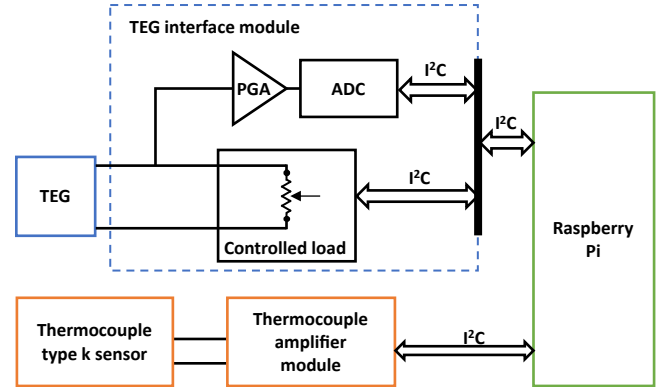 TEG interface module
PGA
ADC
I²C
I²C
TEG
I²C
Controlled load
Raspberry
Pi
Thermocouple
type k sensor
Thermocouple
amplifier
module
I²C